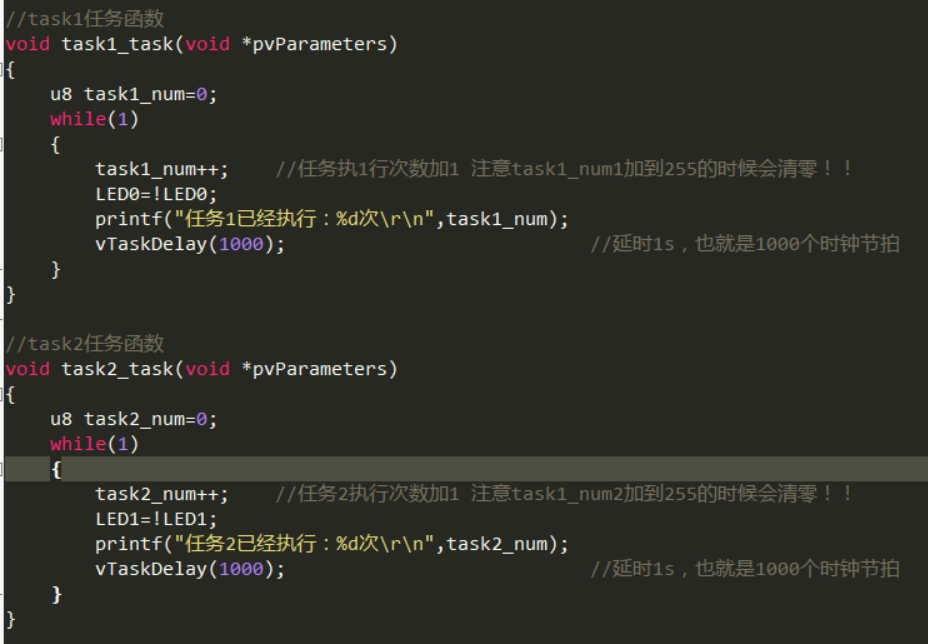 //task1任务函数
void task1_task(void *pvParameters)
{
    u8 task1_num=0;
    while(1)
    {
        task1_num++;    //任务执1行次数加1 注意task1_num1加到255的时候会清零！！
        LED0=!LED0;
        printf("任务1已经执行：%d次\r\n",task1_num);
        vTaskDelay(1000);                           //延时1s，也就是1000个时钟节拍
    }
}

//task2任务函数
void task2_task(void *pvParameters)
{
    u8 task2_num=0;
    while(1)
    {
        task2_num++;    //任务2执行次数加1 注意task1_num2加到255的时候会清零！！
        LED1=!LED1;
        printf("任务2已经执行：%d次\r\n",task2_num);
        vTaskDelay(1000);                           //延时1s，也就是1000个时钟节拍
    }
}